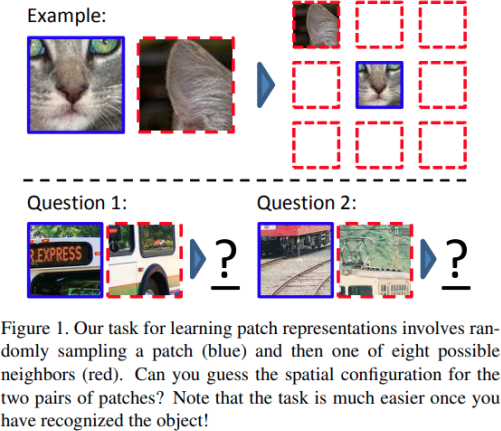 Example:
Question 1:
Question 2:
R.EXPRESS
?
?
Figure 1. Our task for learning patch representations involves ran-
domly sampling a patch (blue) and then one of eight possible
neighbors (red). Can you guess the spatial configuration for the
two pairs of patches? Note that the task is much easier once you
have recognized the object!